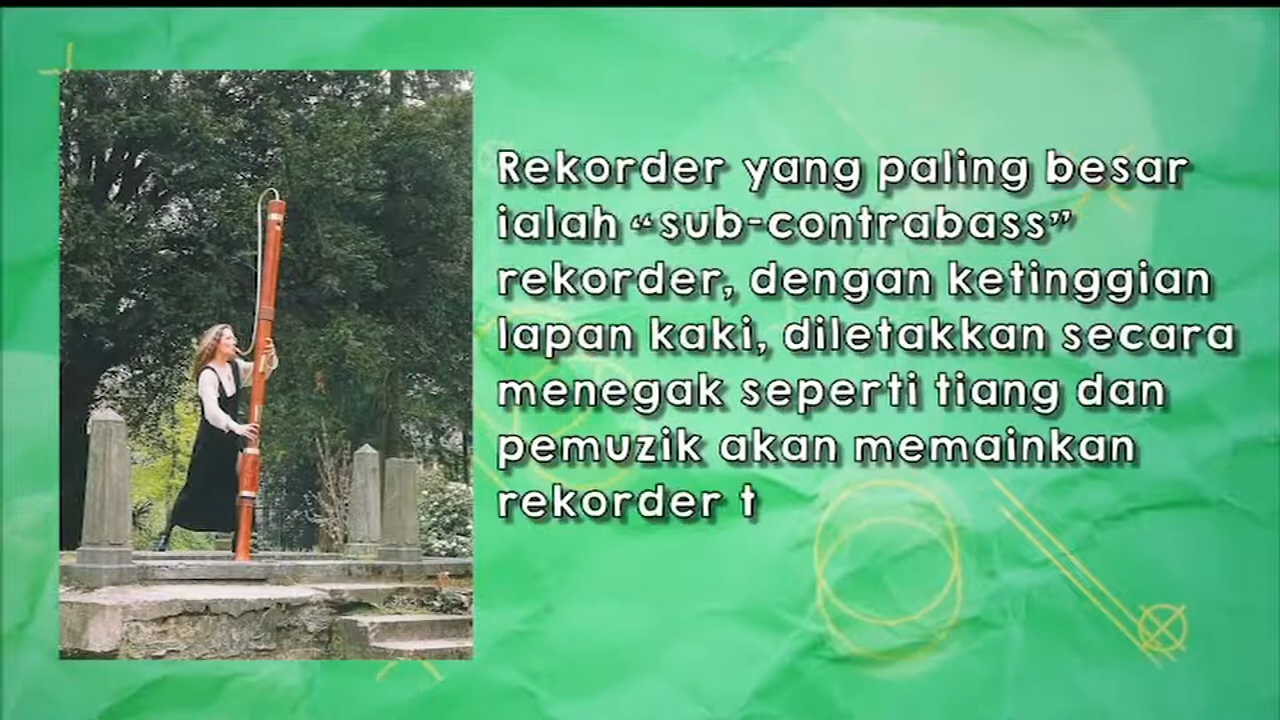 Rekorder yang paling besar
ialah “sub-contrabass”
rekorder, dengan ketinggian
lapan kaki, diletakkan secara
menegak seperti tiang dan
pemuzik akan memainkan
rekorder t